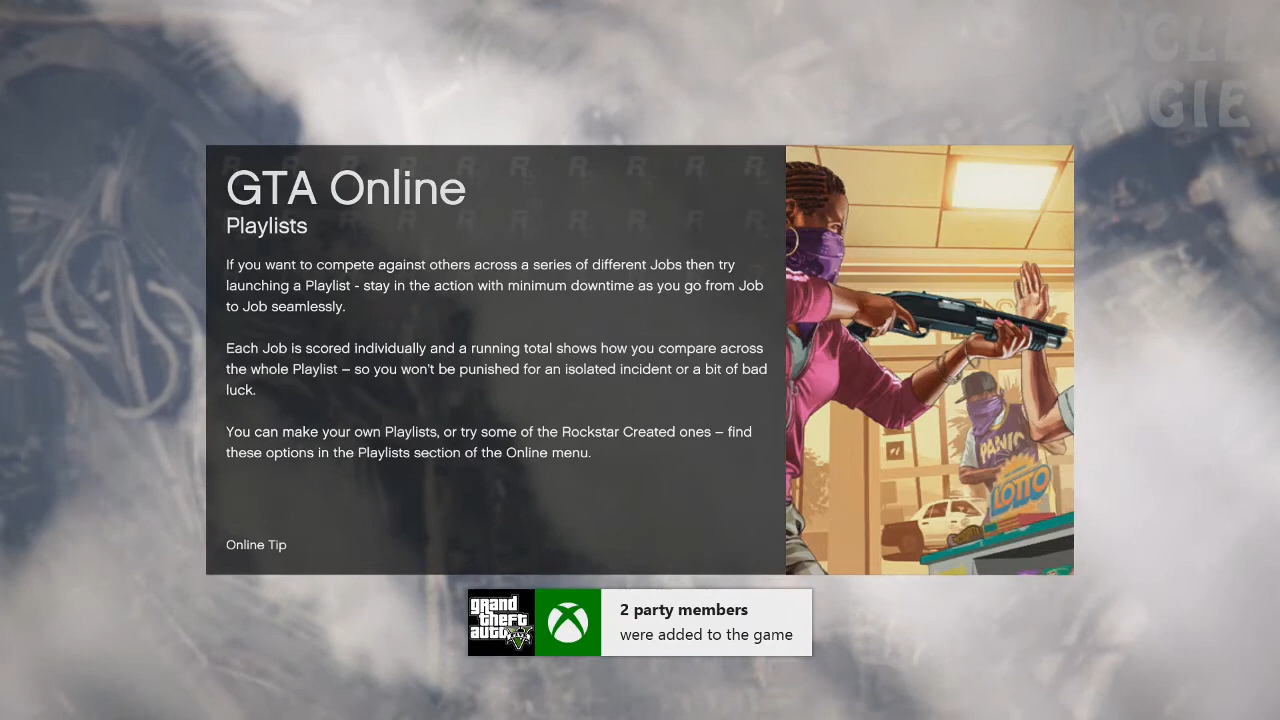 GTA Online
Playlists
If you want to compete against others across a series of different Jobs then try
launching a Playlist - stay in the action with minimum downtime as you go from Job
to Job seamlessly.
Each Job is scored individually and a running total shows how you compare across
the whole Playlist – so you won't be punished for an isolated incident or a bit of bad
luck.
You can make your own Playlists, or try some of the Rockstar Created ones – find
these options in the Playlists section of the Online menu.
Online Tip
PANIC
LOTTO
grand
theft
auto V
2 party members
were added to the game